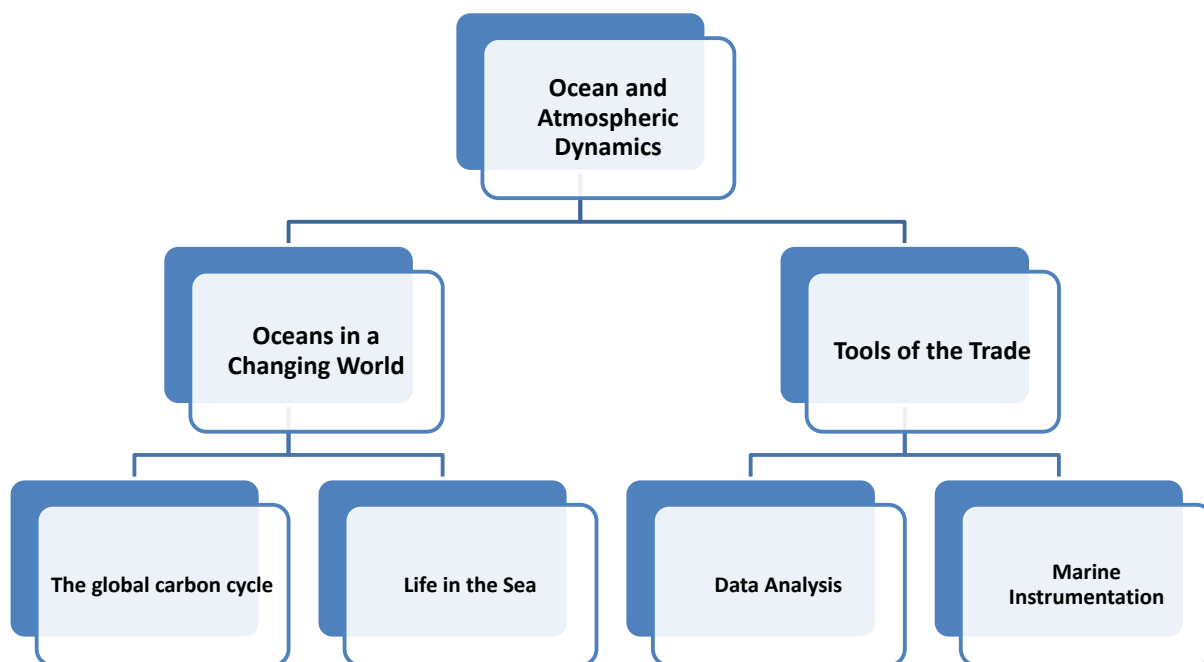 Ocean and
Atmospheric
Dynamics
Oceans in a
Changing World
Tools of the Trade
The global carbon cycle
Life in the Sea
Data Analysis
Marine
Instrumentation